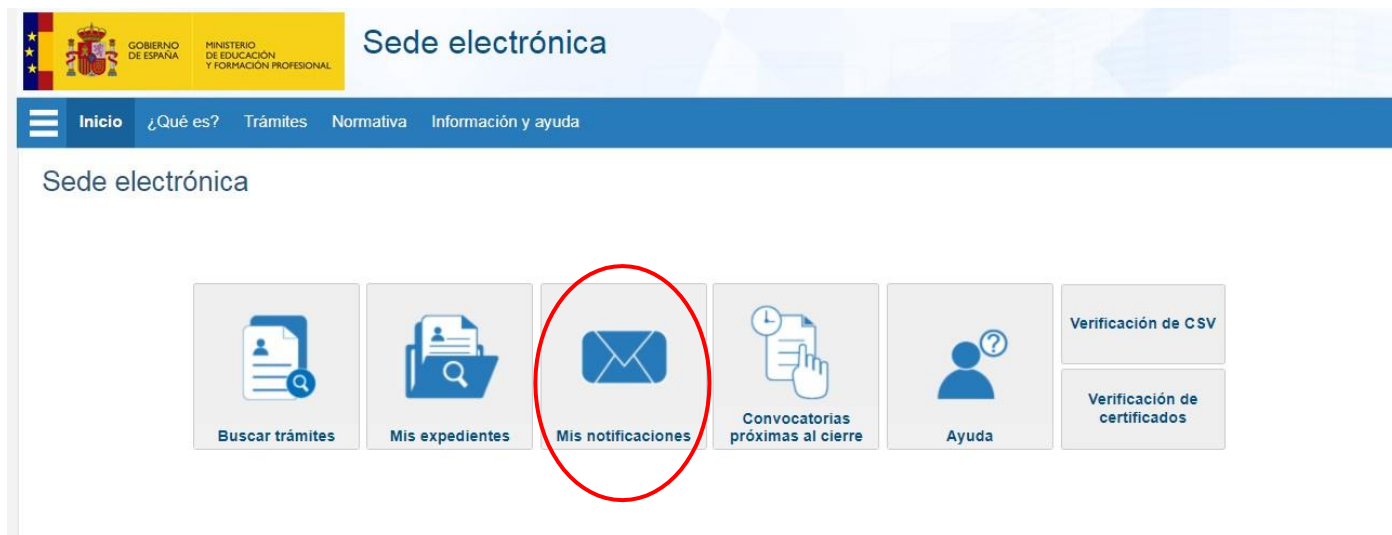 GOBIERNO
DE ESPAÑA
MINISTERIO
DE EDUCACIÓN
Y FORMACIÓN PROFESIONAL
Sede electrónica
Inicio ¿Qué es? Trámites Normativa Información y ayuda
Sede electrónica
Buscar trámites
Mis expedientes
Mis notificaciones
Convocatorias
próximas al cierre
?
Ayuda
Verificación de CSV
Verificación de
certificados